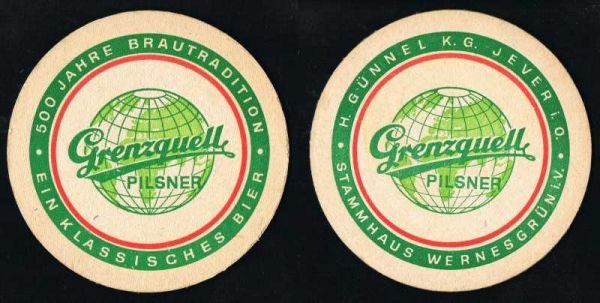 500 JAHRE BRAUTRADITION
Grenzquell
PILSNER
EIN KLASSISCHES BIER
H. GÜNNEL K.G. JEVER i.O.
Grenzquell
PILSNER
STAMMHAUS WERNESGRÜN i.V.